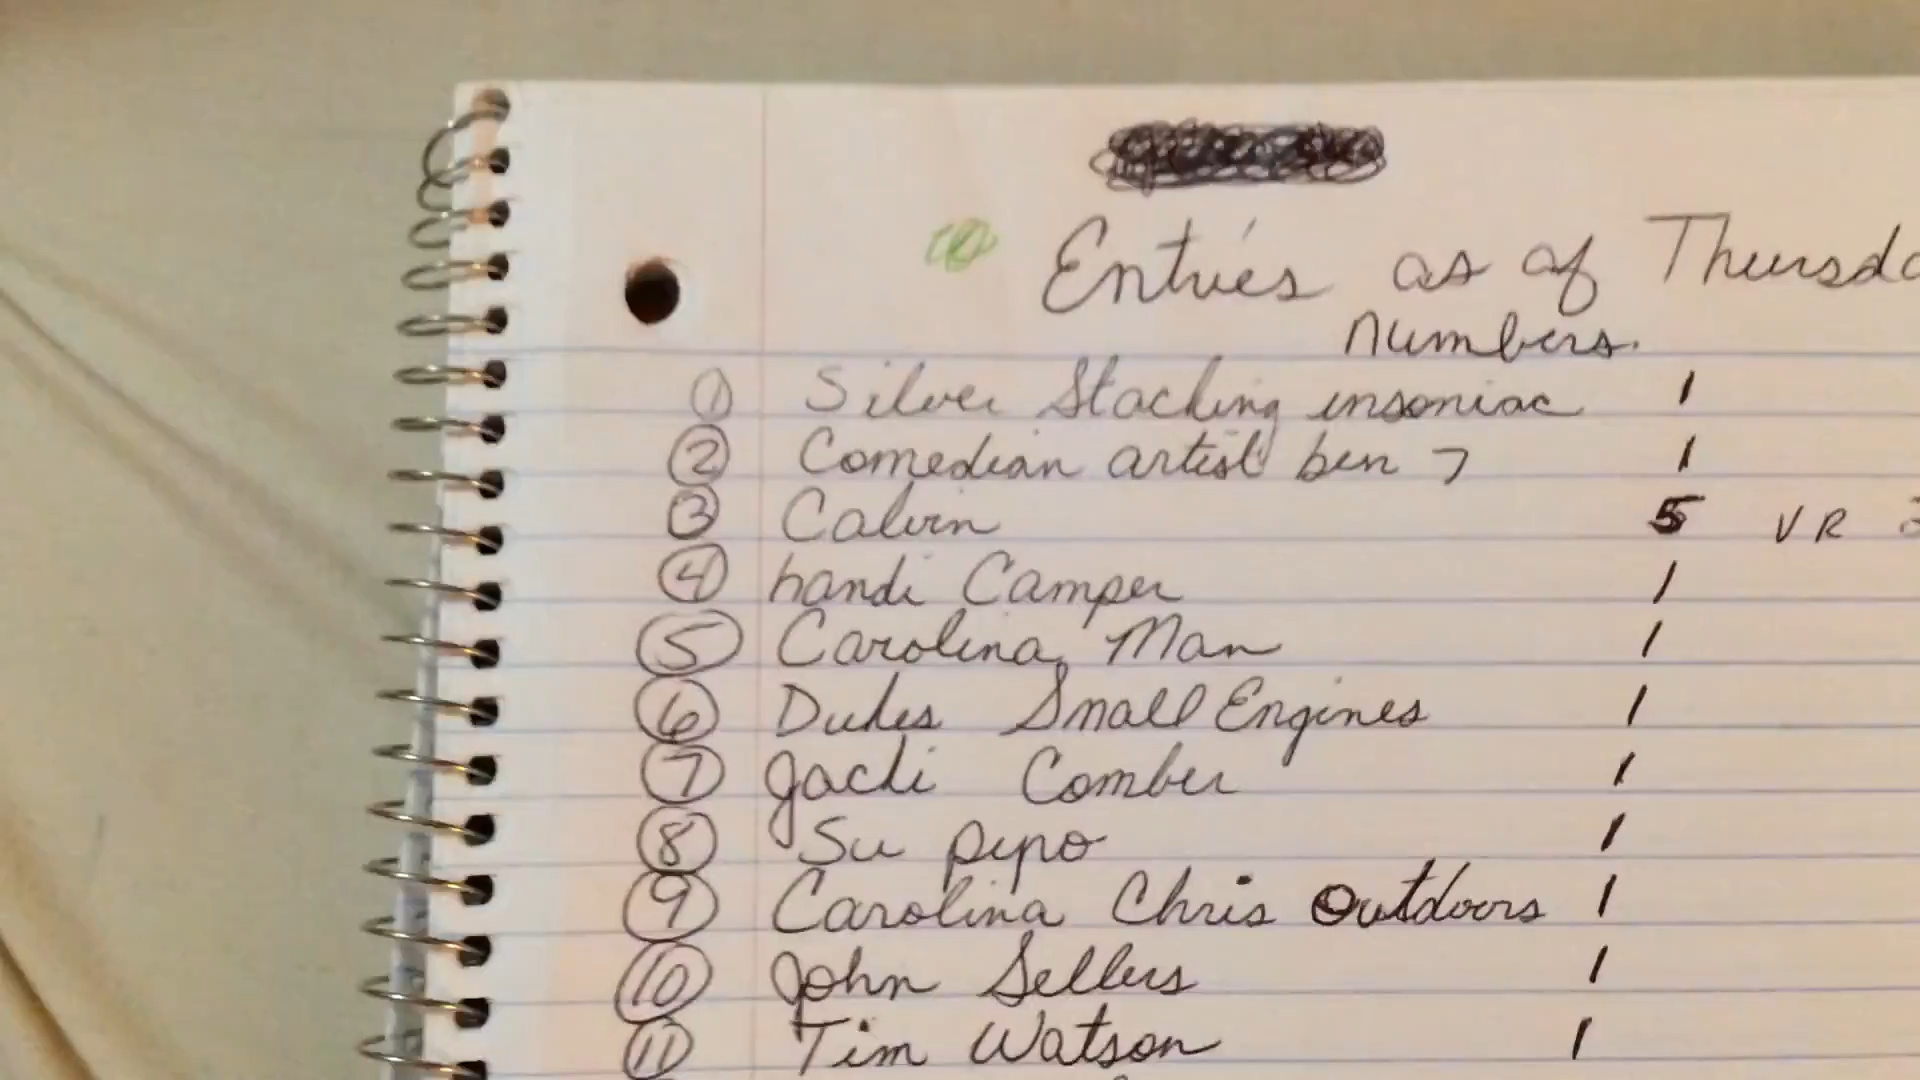 Entries as of Thursda
numbers.
① Silver Stacking insoniac 1
② Comedian artist ben 7 1
③ Calvin 5 VR
④ handi Camper 1
⑤ Carolina Man 1
⑥ Dukes Small Engines 1
⑦ Jacki Comber 1
⑧ Su pipo 1
⑨ Carolina Chris Outdoors 1
⑩ John Sellers 1
⑪ Tim Watson 1